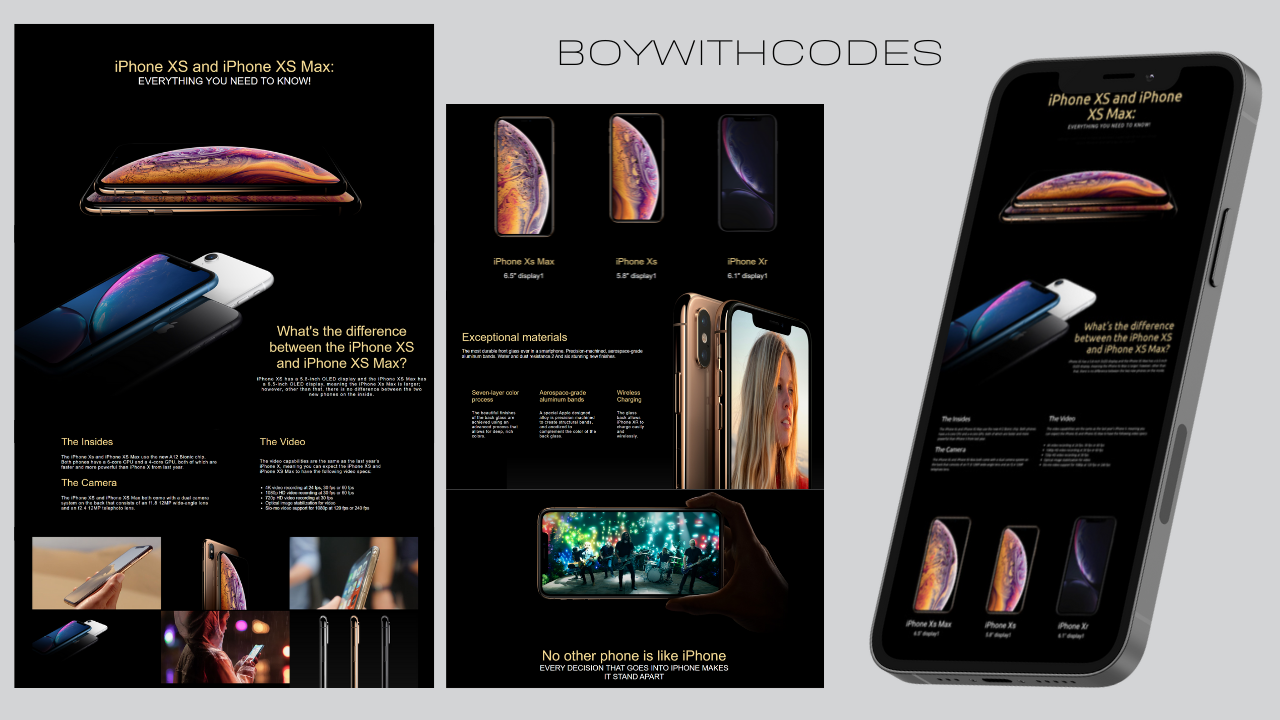 BOYWITHCODES
iPhone XS and iPhone XS Max:
EVERYTHING YOU NEED TO KNOW!
What's the difference
between the iPhone XS
and iPhone XS Max?
iPhone XS has a 5.8-inch OLED display and the iPhone XS Max has
a 6.5-inch OLED display, meaning the iPhone Xs Max is larger;
however, other than that, there is no difference between the two
new phones on the inside.
The Insides
The iPhone Xs and iPhone XS Max use the new A12 Bionic chip.
Both phones have a 6-core CPU and a 4-core GPU, both of which are
faster and more powerful than iPhone X from last year.
The Camera
The iPhone XS and iPhone XS Max both come with a dual camera
system on the back that consists of an f1.8 12MP wide-angle lens
and an f2.4 12MP telephoto lens.
The Video
The video capabilities are the same as the last year's
iPhone X, meaning you can expect the iPhone XS and
iPhone XS Max to have the following video specs.
• 4K video recording at 24 fps, 30 fps or 60 fps
• 1080p HD video recording at 30 fps or 60 fps
• 720p HD video recording at 30 fps
• Optical image stabilization for video
• Slo-mo video support for 1080p at 120 fps or 240 fps
iPhone Xs Max
6.5" display1
iPhone Xs
5.8" display1
iPhone Xr
6.1" display1
Exceptional materials
The most durable front glass ever in a smartphone. Precision-machined, aerospace-grade
aluminum bands. Water and dust resistance.2 And six stunning new finishes.
Seven-layer color
process
The beautiful finishes
of the back glass are
achieved using an
advanced process that
allows for deep, rich
colors.
Aerospace-grade
aluminum bands
A special Apple designed
alloy is precision machined
to create structural bands,
and anodized to
complement the color of the
back glass.
Wireless
Charging
The glass
back allows
iPhone XR to
charge easily
and
wirelessly.
No other phone is like iPhone
EVERY DECISION THAT GOES INTO IPHONE MAKES
IT STAND APART
iPhone XS and iPhone
XS Max:
EVERYTHING YOU NEED TO KNOW!
What's the difference
between the iPhone XS
and iPhone XS Max?
The Insides
The Camera
The Video
iPhone Xs Max
6.5" display1
iPhone Xs
5.8" display1
iPhone Xr
6.1" display1